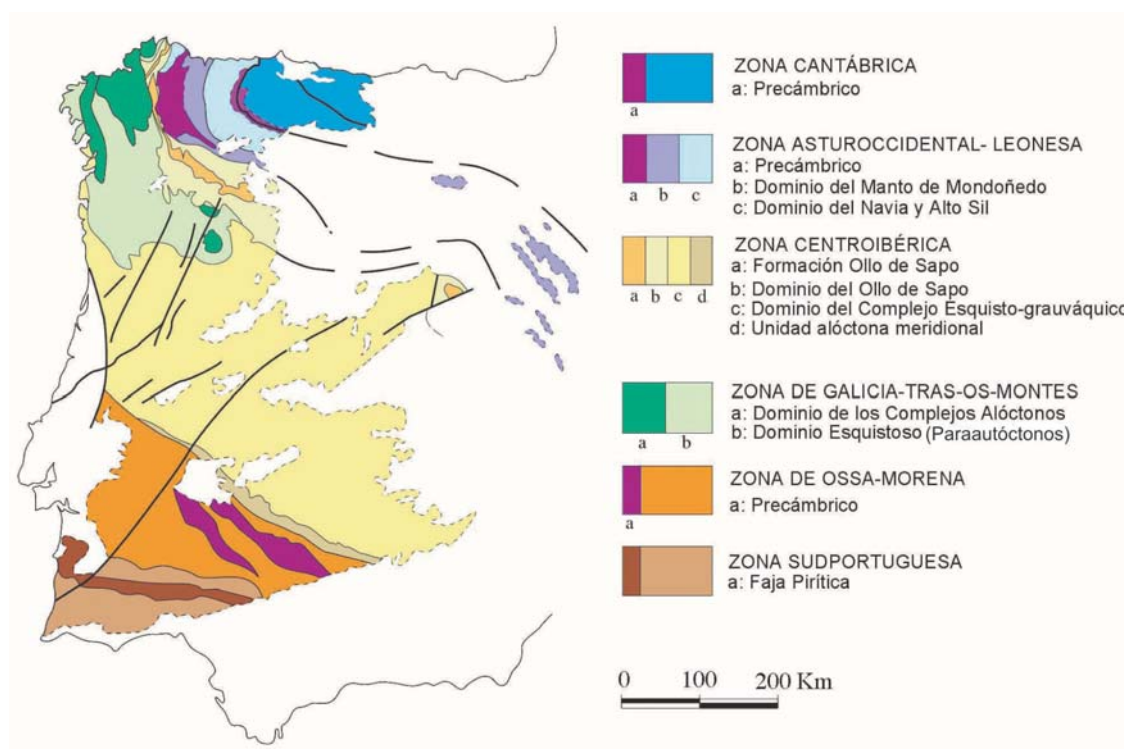 ZONA CANTÁBRICA
a: Precámbrico
a
ZONA ASTUROCCIDENTAL- LEONESA
a: Precámbrico
b: Dominio del Manto de Mondoñedo
c: Dominio del Navia y Alto Sil
a b c
ZONA CENTROIBÉRICA
a: Formación Ollo de Sapo
b: Dominio del Ollo de Sapo
c: Dominio del Complejo Esquisto-grauváquico
d: Unidad alóctona meridional
a b c d
ZONA DE GALICIA-TRAS-OS-MONTES
a: Dominio de los Complejos Alóctonos
b: Dominio Esquistoso (Paraautóctonos)
a b
ZONA DE OSSA-MORENA
a: Precámbrico
a
ZONA SUDPORTUGUESA
a: Faja Pirítica
a
0 100 200 Km